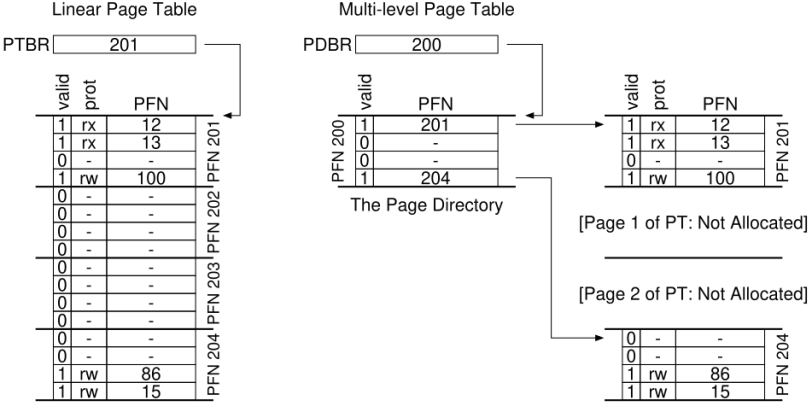 Linear Page Table
PTBR 201
valid prot PFN
1 rx 12
1 rx 13
0 - -
1 rw 100
PFN 201
0 - -
0 - -
0 - -
0 - -
PFN 202
0 - -
0 - -
0 - -
0 - -
PFN 203
0 - -
0 - -
1 rw 86
1 rw 15
PFN 204
Multi-level Page Table
PDBR 200
valid PFN
PFN 200
1 201
0 -
0 -
1 204
The Page Directory
valid prot PFN
1 rx 12
1 rx 13
0 - -
1 rw 100
PFN 201
[Page 1 of PT: Not Allocated]
[Page 2 of PT: Not Allocated]
0 - -
0 - -
1 rw 86
1 rw 15
PFN 204